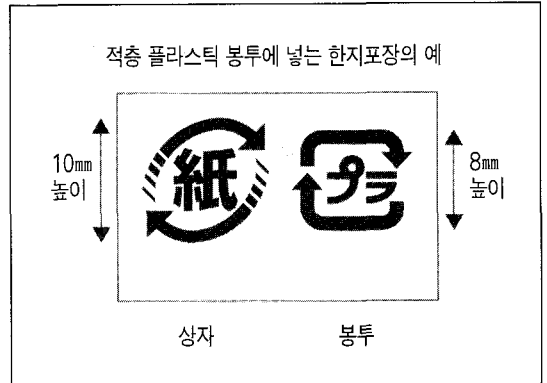 적층 플라스틱 봉투에 넣는 한지포장의 예
10mm
높이
紙
プラ
8mm
높이
상자
봉투